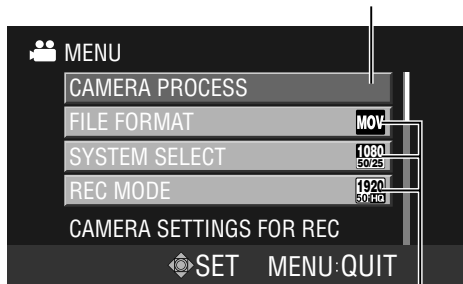 MENU
CAMERA PROCESS
FILE FORMAT MOV
SYSTEM SELECT 1080 50/25
REC MODE 1920 50 HQ
CAMERA SETTINGS FOR REC
SET MENU:QUIT